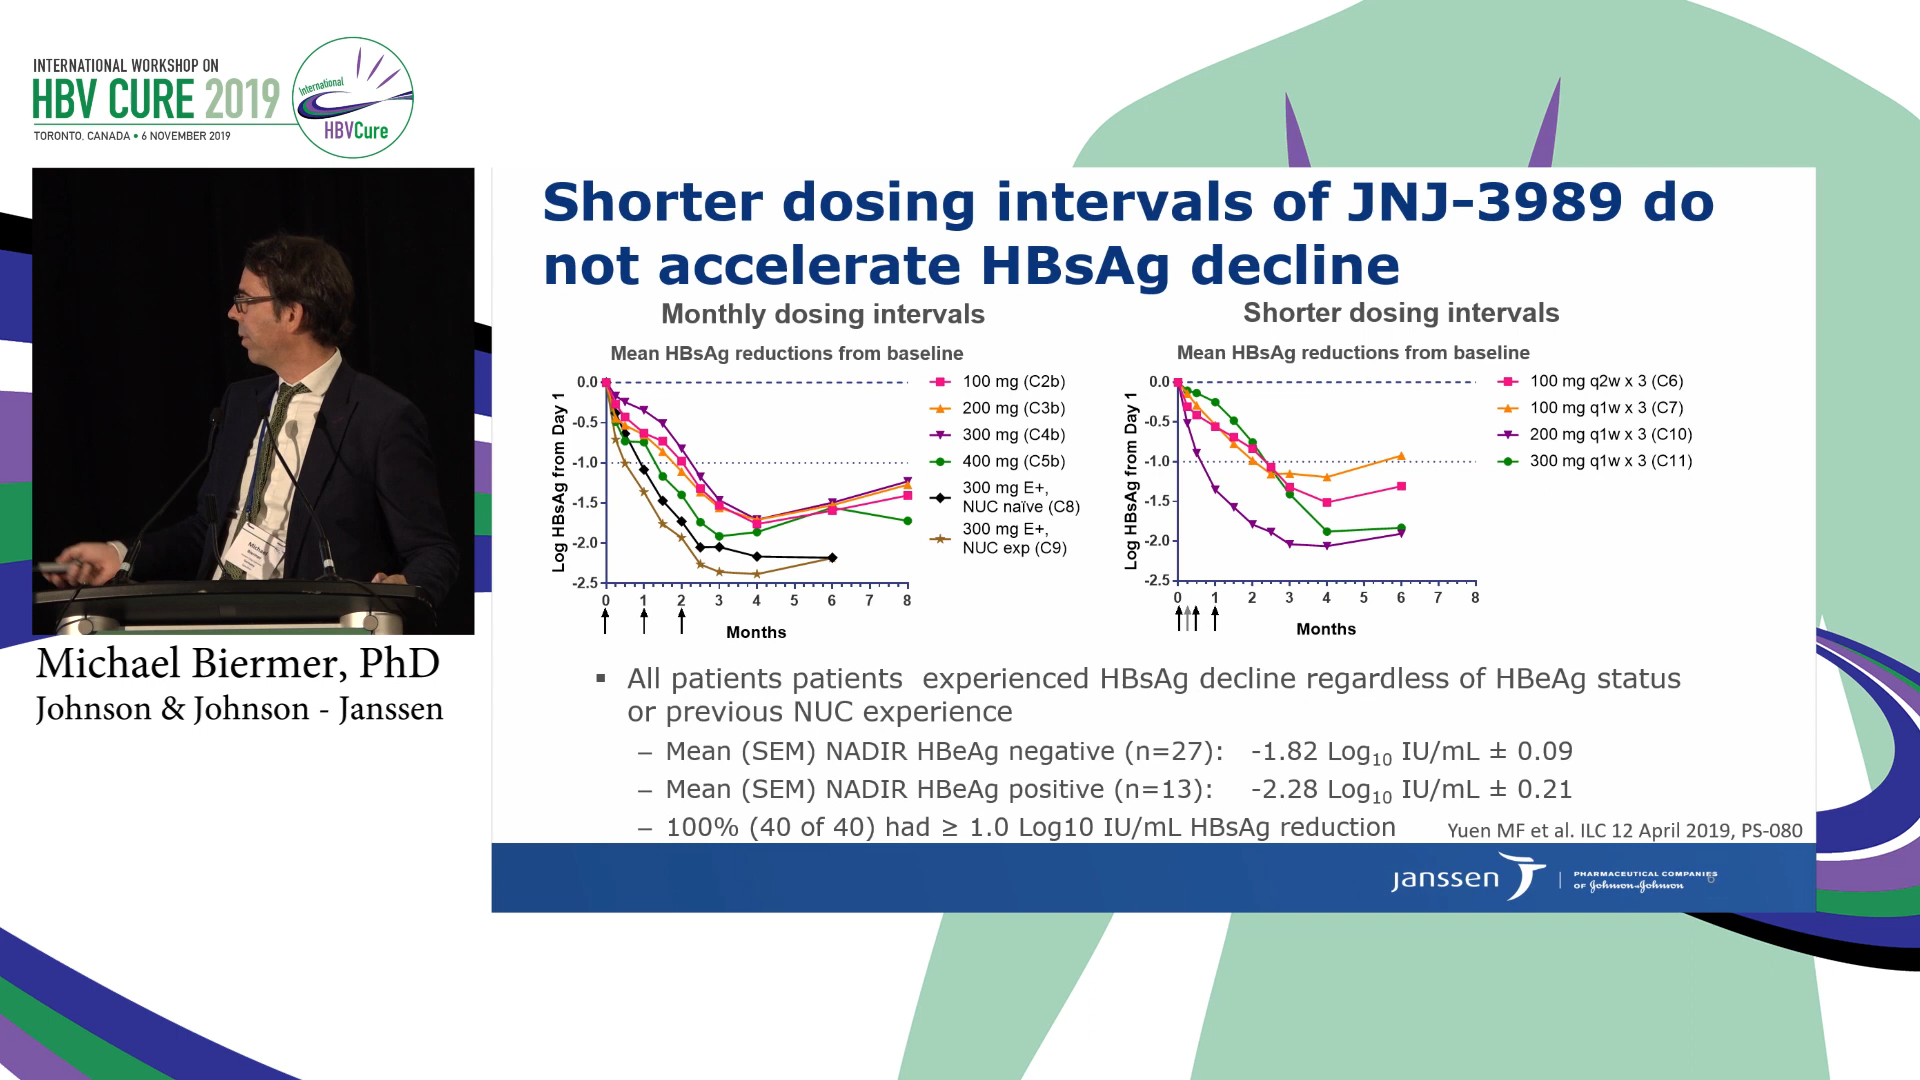 INTERNATIONAL WORKSHOP ON
HBV CURE 2019
TORONTO, CANADA • 6 NOVEMBER 2019
International
HBVCure
Michael Biermer, PhD
Johnson & Johnson - Janssen
Shorter dosing intervals of JNJ-3989 do
not accelerate HBsAg decline
Monthly dosing intervals
Mean HBsAg reductions from baseline
Log HBsAg from Day 1
0.0
-0.5
-1.0
-1.5
-2.0
-2.5
0 1 2 3 4 5 6 7 8
Months
100 mg (C2b)
200 mg (C3b)
300 mg (C4b)
400 mg (C5b)
300 mg E+,
NUC naïve (C8)
300 mg E+,
NUC exp (C9)
Shorter dosing intervals
Mean HBsAg reductions from baseline
Log HBsAg from Day 1
0.0
-0.5
-1.0
-1.5
-2.0
-2.5
0 1 2 3 4 5 6 7 8
Months
100 mg q2w x 3 (C6)
100 mg q1w x 3 (C7)
200 mg q1w x 3 (C10)
300 mg q1w x 3 (C11)
▪ All patients patients experienced HBsAg decline regardless of HBeAg status
or previous NUC experience
– Mean (SEM) NADIR HBeAg negative (n=27): -1.82 Log10 IU/mL ± 0.09
– Mean (SEM) NADIR HBeAg positive (n=13): -2.28 Log10 IU/mL ± 0.21
– 100% (40 of 40) had ≥ 1.0 Log10 IU/mL HBsAg reduction
Yuen MF et al. ILC 12 April 2019, PS-080
janssen
PHARMACEUTICAL COMPANIES
OF Johnson & Johnson
6